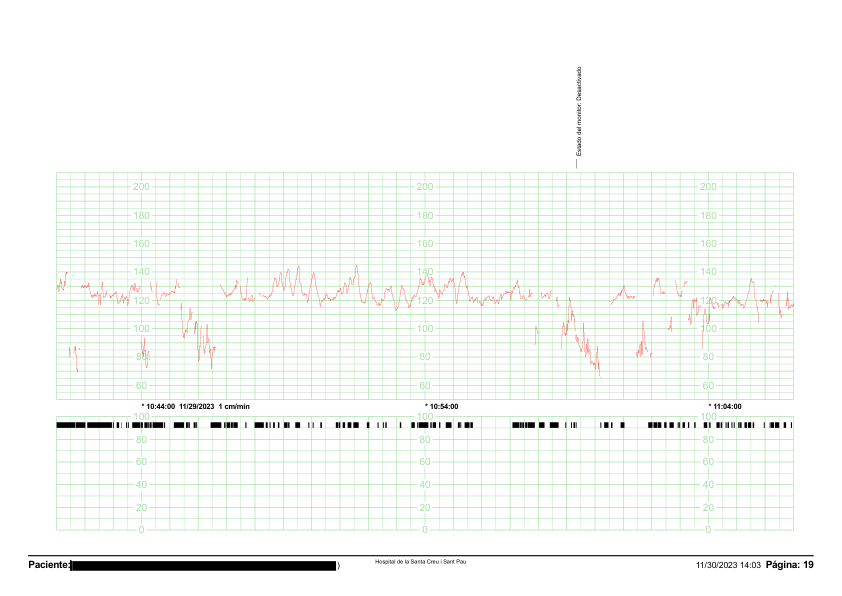 Estado del monitor: Desactivado
200 200 200
180 180 180
160 160 160
140 140 140
120 120 120
100 100 100
80 80 80
60 60 60
* 10:44:00 11/29/2023 1 cm/min * 10:54:00 * 11:04:00
100 100 100
80 80 80
60 60 60
40 40 40
20 20 20
0 0 0
Paciente: ) Hospital de la Santa Creu i Sant Pau 11/30/2023 14:03 Página: 19